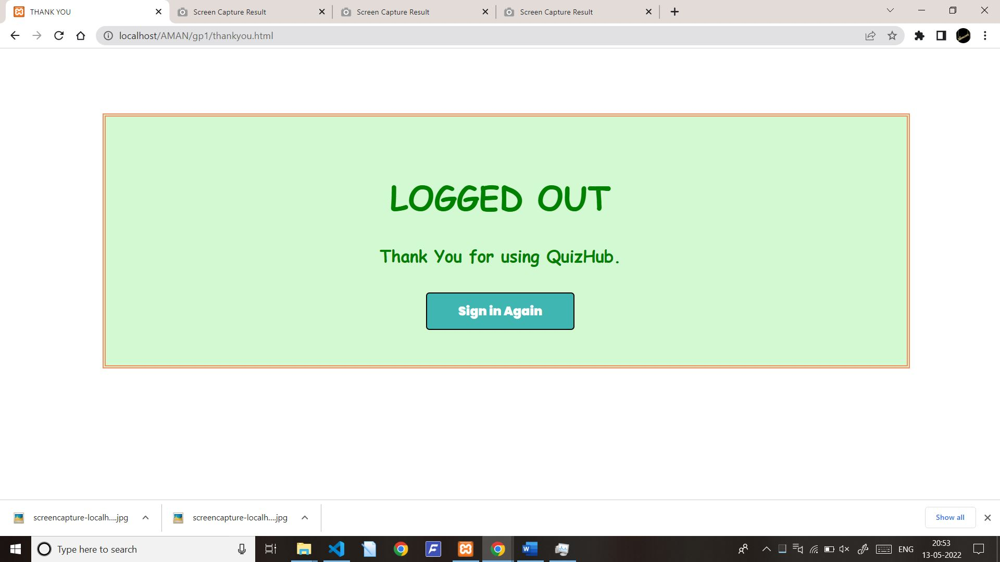 THANK YOU
Screen Capture Result
Screen Capture Result
Screen Capture Result
localhost/AMAN/gp1/thankyou.html
LOGGED OUT
Thank You for using QuizHub.
Sign in Again
screencapture-localh....jpg
screencapture-localh....jpg
Show all
Type here to search
ENG
20:53
13-05-2022